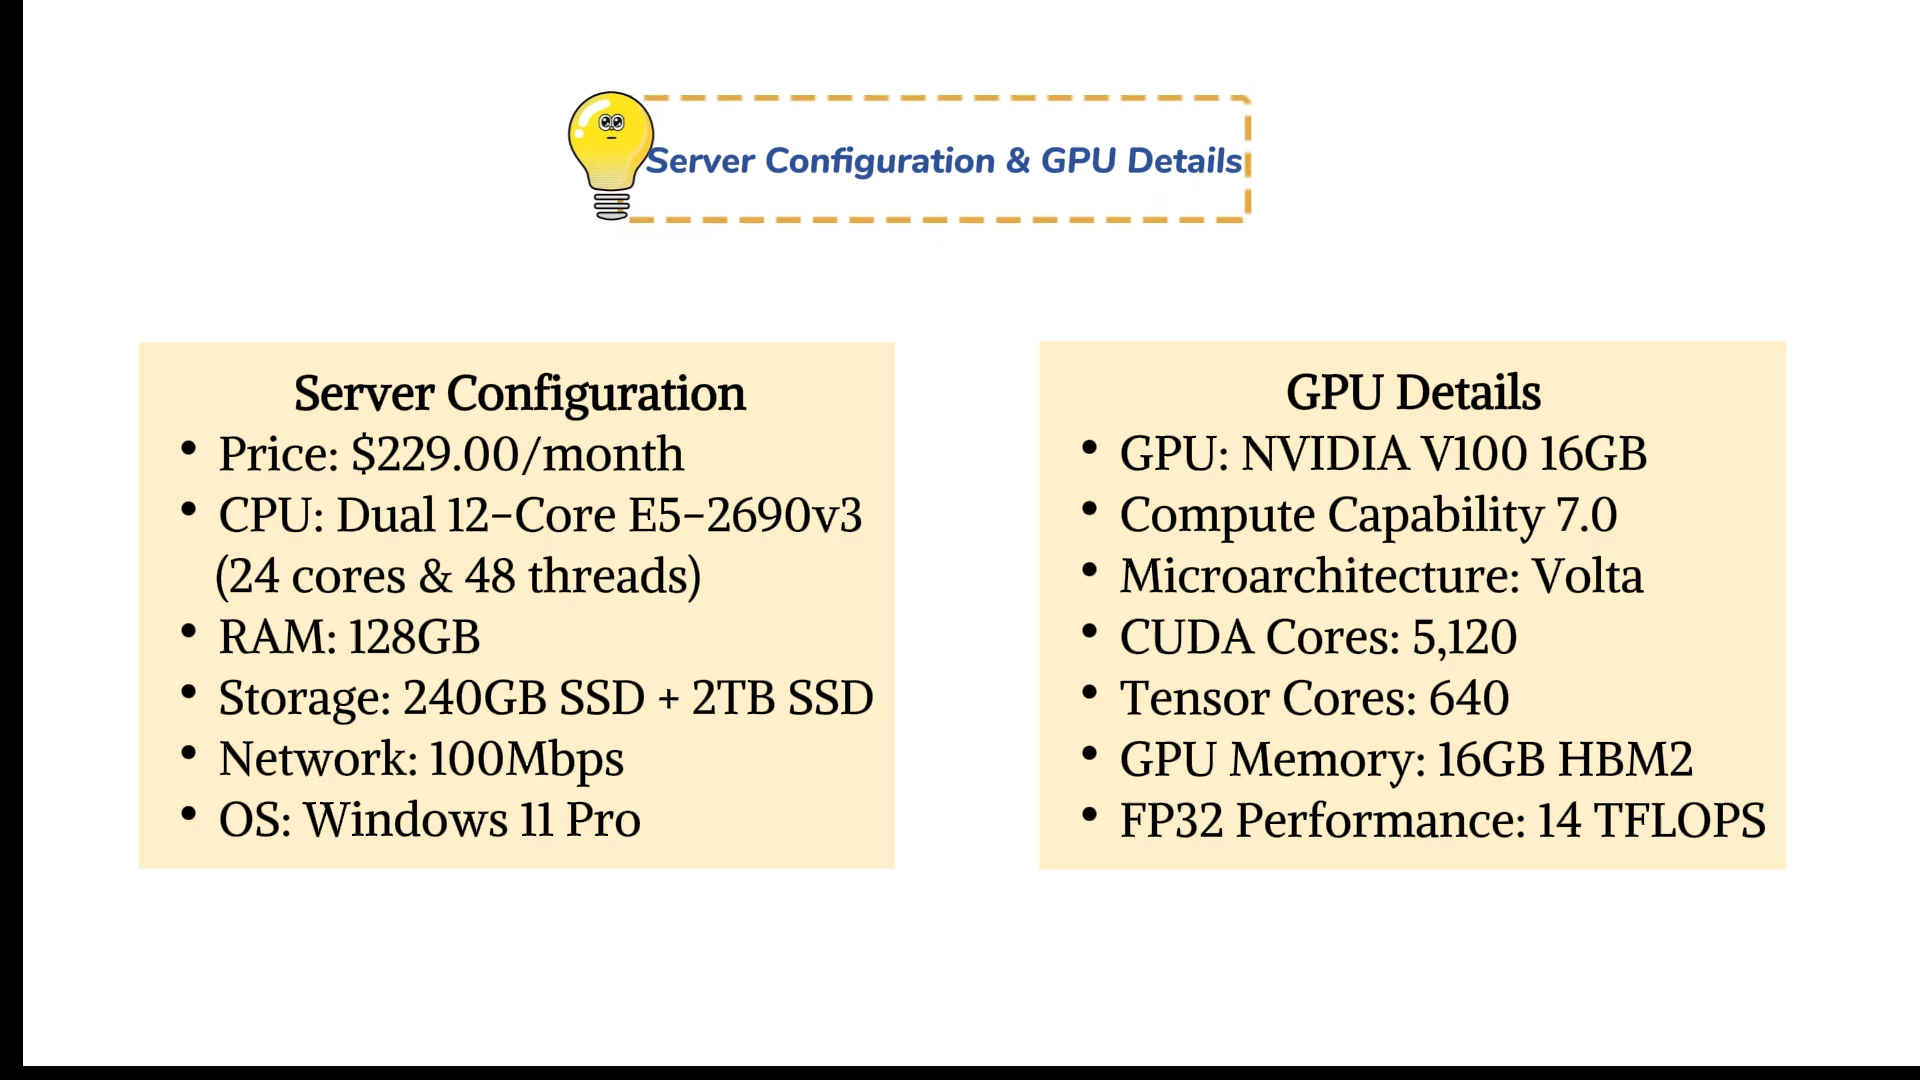 Server Configuration & GPU Details
Server Configuration
• Price: $229.00/month
• CPU: Dual 12-Core E5-2690v3
(24 cores & 48 threads)
• RAM: 128GB
• Storage: 240GB SSD + 2TB SSD
• Network: 100Mbps
• OS: Windows 11 Pro
GPU Details
• GPU: NVIDIA V100 16GB
• Compute Capability 7.0
• Microarchitecture: Volta
• CUDA Cores: 5,120
• Tensor Cores: 640
• GPU Memory: 16GB HBM2
• FP32 Performance: 14 TFLOPS